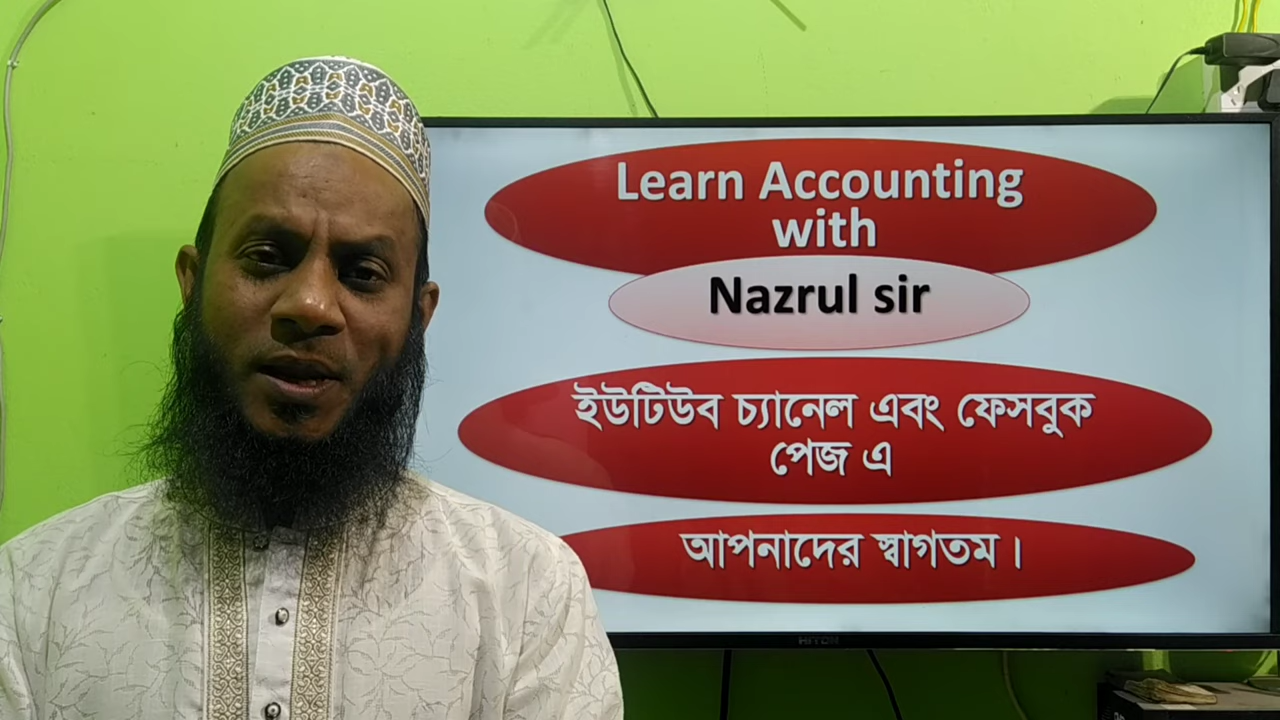 Learn Accounting
with
Nazrul sir
ইউটিউব চ্যানেল এবং ফেসবুক
পেজ এ
আপনাদের স্বাগতম।